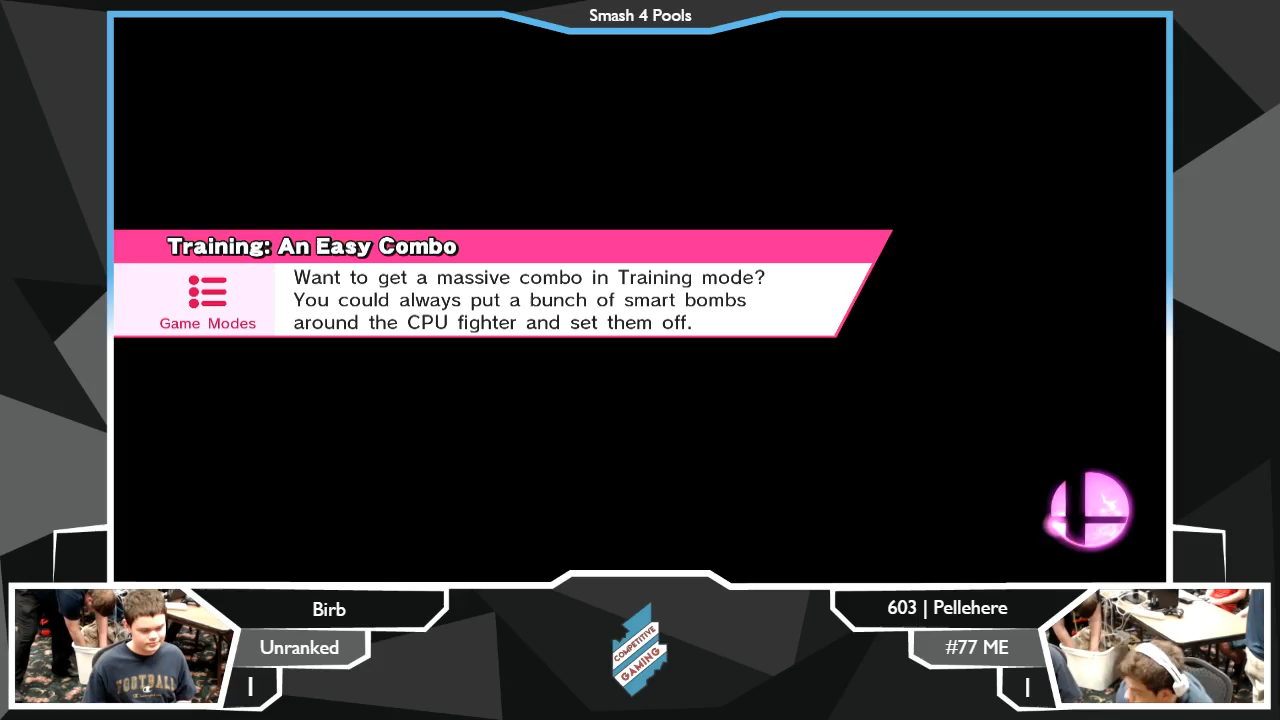 Smash 4 Pools
Training: An Easy Combo
Game Modes
Want to get a massive combo in Training mode?
You could always put a bunch of smart bombs
around the CPU fighter and set them off.
Birb
Unranked
1
603 | Pellehere
#77 ME
1
COMPETITIVE
GAMING
FOOTBALL